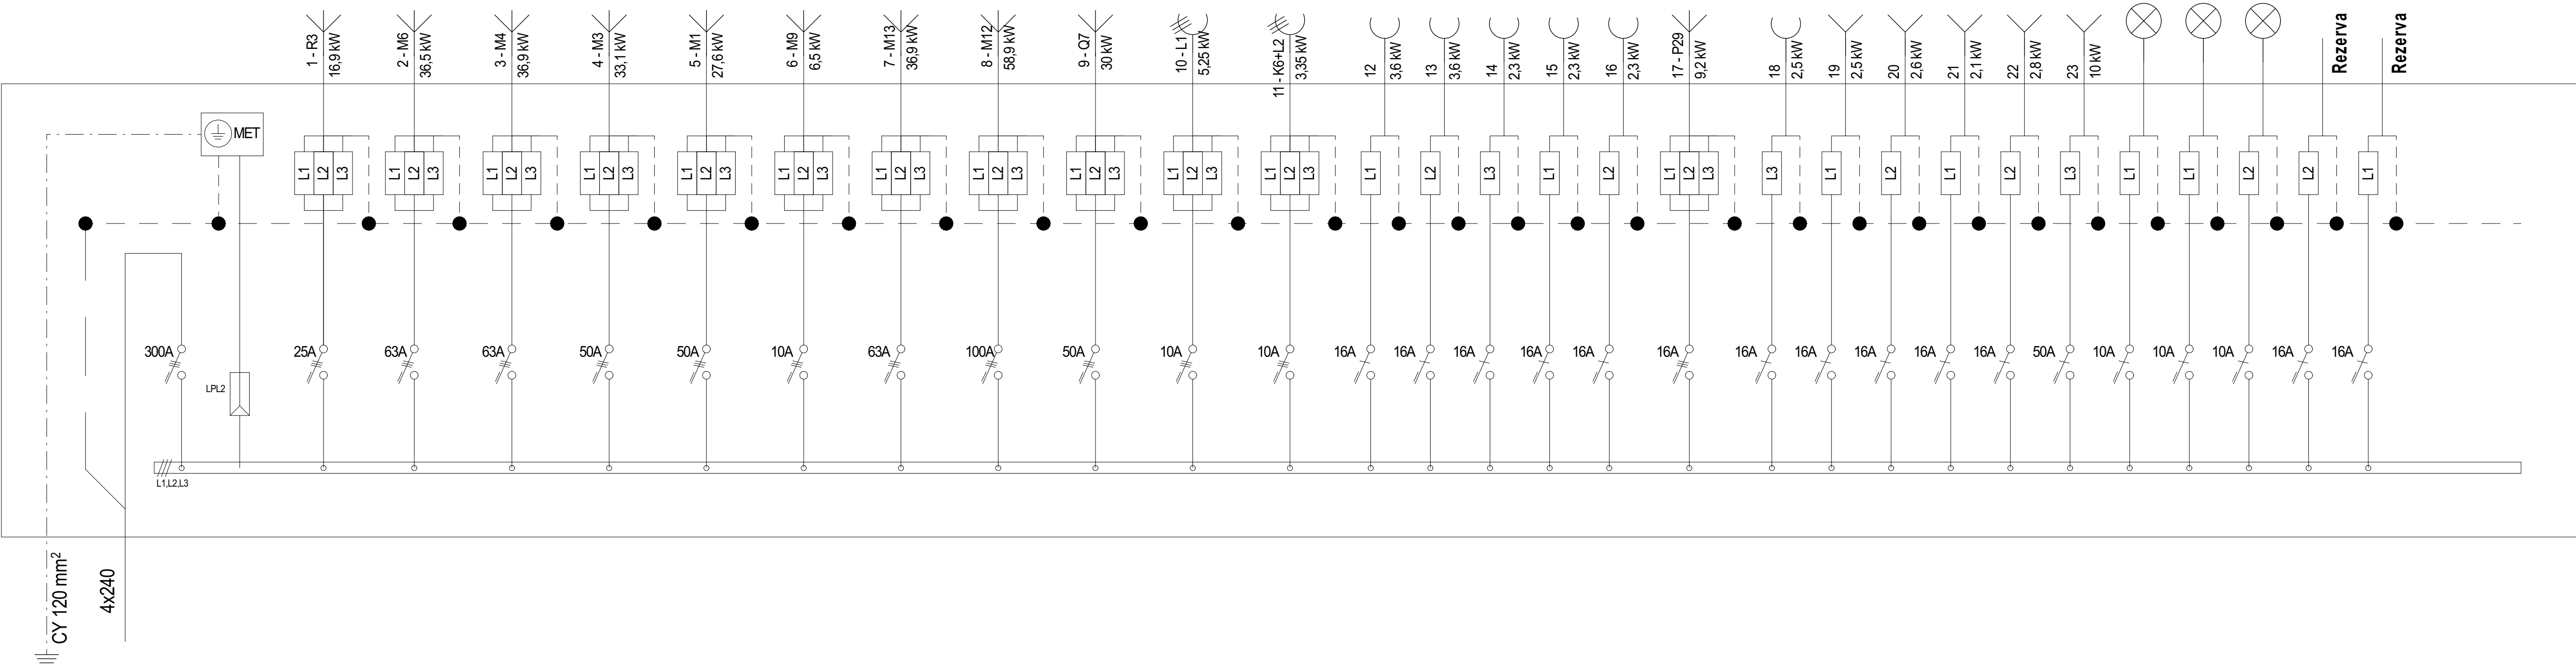 1 - R3
16,9 kW
2 - M6
36,5 kW
3 - M4
36,9 kW
4 - M3
33,1 kW
5 - M1
27,6 kW
6 - M9
6,5 kW
7 - M13
36,9 kW
8 - M12
58,9 kW
9 - Q7
30 kW
10 - L1
5,25 kW
11 - K6+L2
3,35 kW
12
3,6 kW
13
3,6 kW
14
2,3 kW
15
2,3 kW
16
2,3 kW
17 - P29
9,2 kW
18
2,5 kW
19
2,5 kW
20
2,6 kW
21
2,1 kW
22
2,8 kW
23
10 kW
Rezerva
Rezerva
MET
L1 L2 L3
L1 L2 L3
L1 L2 L3
L1 L2 L3
L1 L2 L3
L1 L2 L3
L1 L2 L3
L1 L2 L3
L1 L2 L3
L1 L2 L3
L1 L2 L3
L1
L2
L3
L1
L2
L1 L2 L3
L3
L1
L2
L1
L2
L3
L1
L1
L2
L2
L1
300A
25A
63A
63A
50A
50A
10A
63A
100A
50A
10A
10A
16A
16A
16A
16A
16A
16A
16A
16A
16A
16A
16A
50A
10A
10A
10A
16A
16A
LPL2
L1,L2,L3
CY 120 mm²
4x240